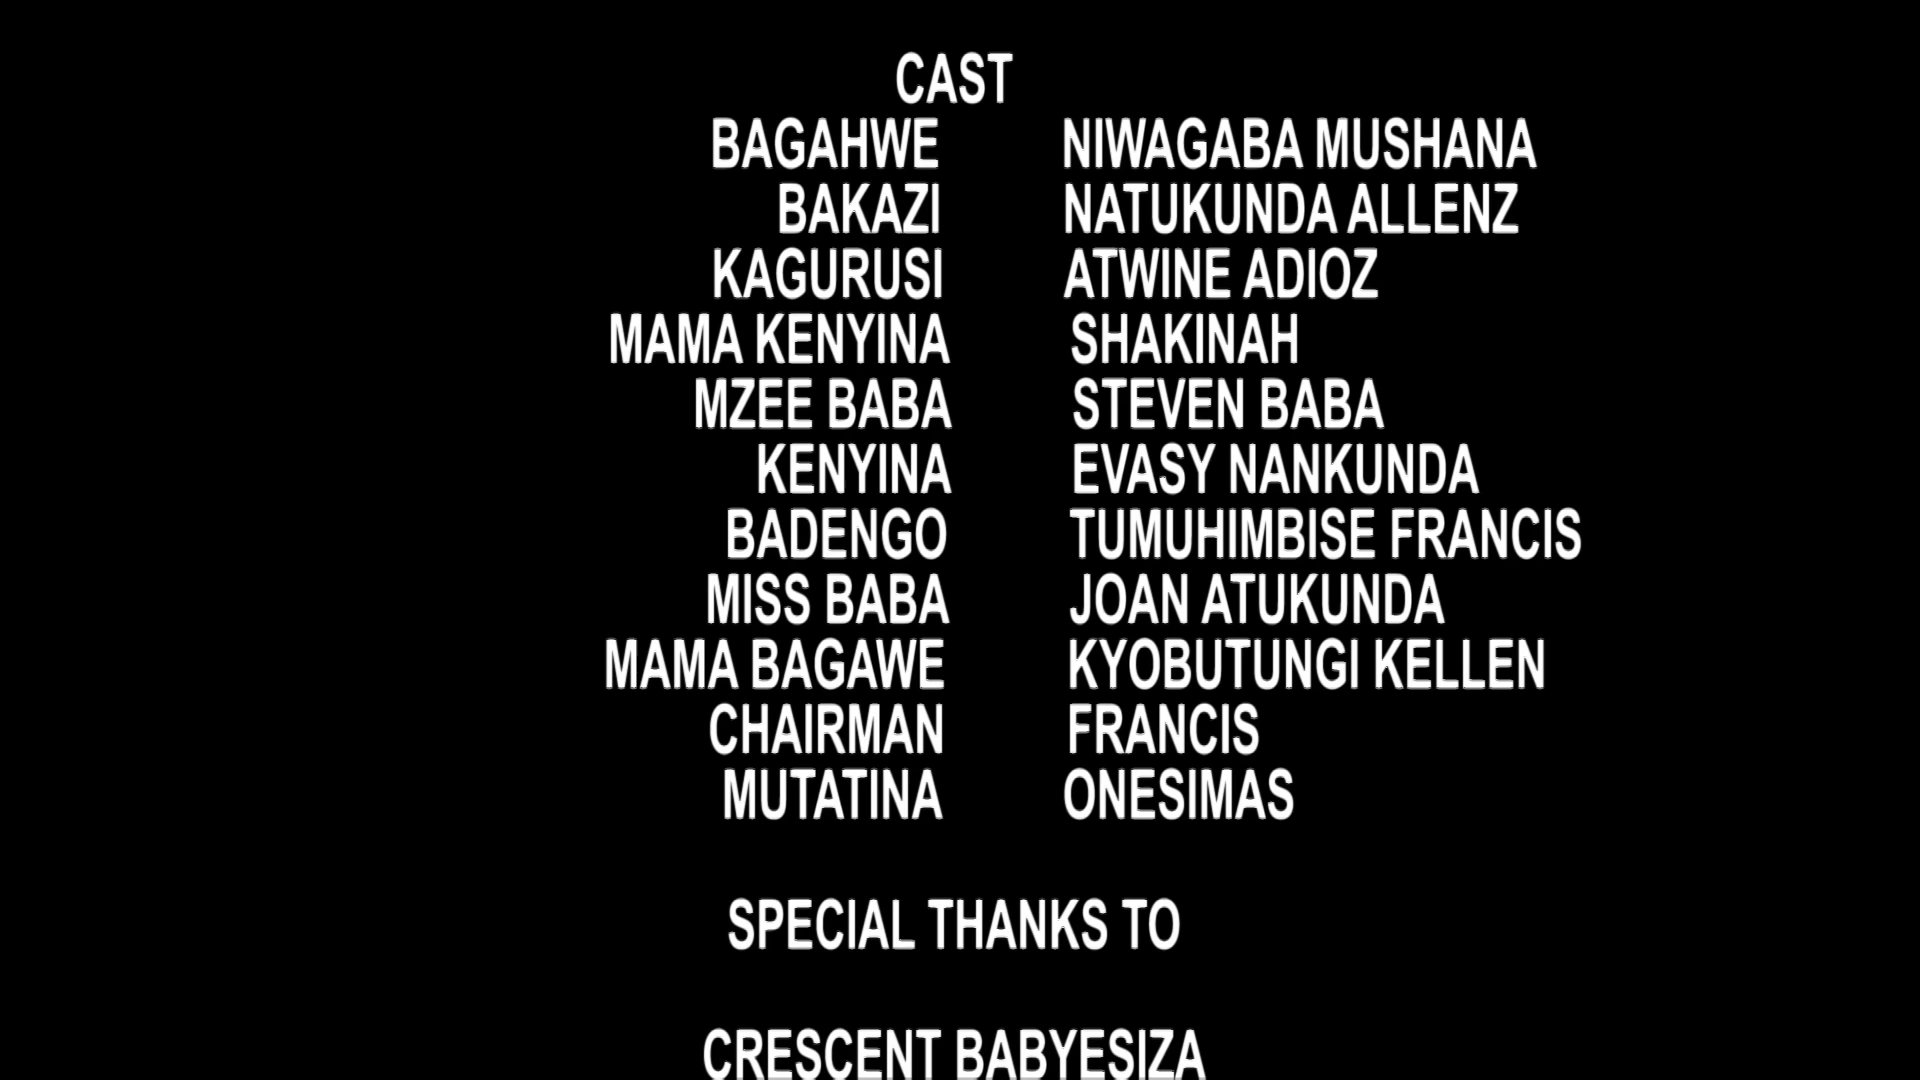 CAST
BAGAHWE NIWAGABA MUSHANA
BAKAZI NATUKUNDA ALLENZ
KAGURUSI ATWINE ADIOZ
MAMA KENYINA SHAKINAH
MZEE BABA STEVEN BABA
KENYINA EVASY NANKUNDA
BADENGO TUMUHIMBISE FRANCIS
MISS BABA JOAN ATUKUNDA
MAMA BAGAWE KYOBUTUNGI KELLEN
CHAIRMAN FRANCIS
MUTATINA ONESIMAS
SPECIAL THANKS TO
CRESCENT BABYESIZA